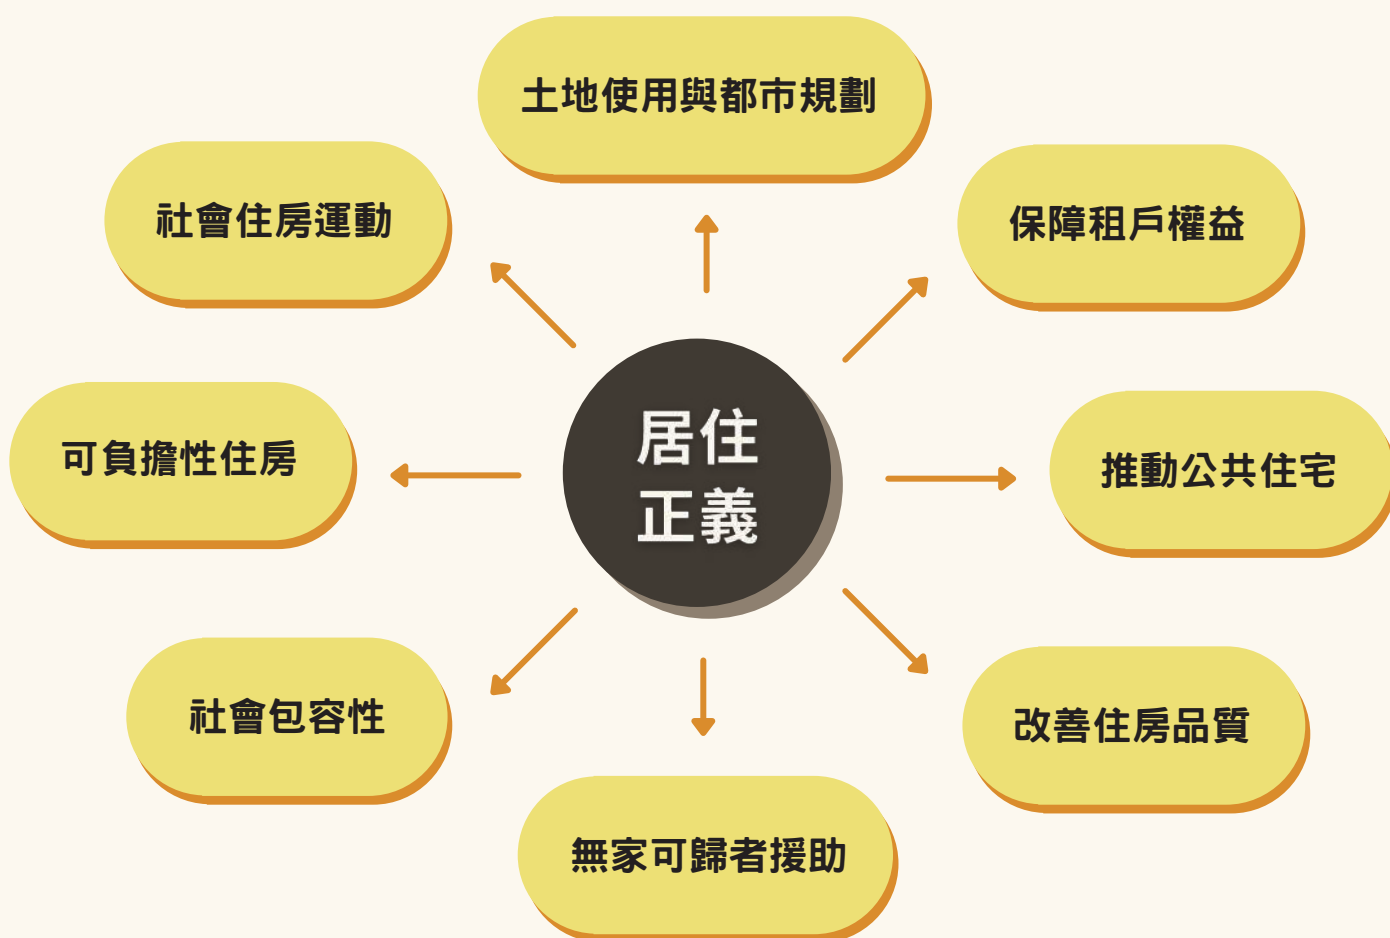 土地使用與都市規劃
社會住房運動
保障租戶權益
居住
正義
可負擔性住房
推動公共住宅
社會包容性
改善住房品質
無家可歸者援助